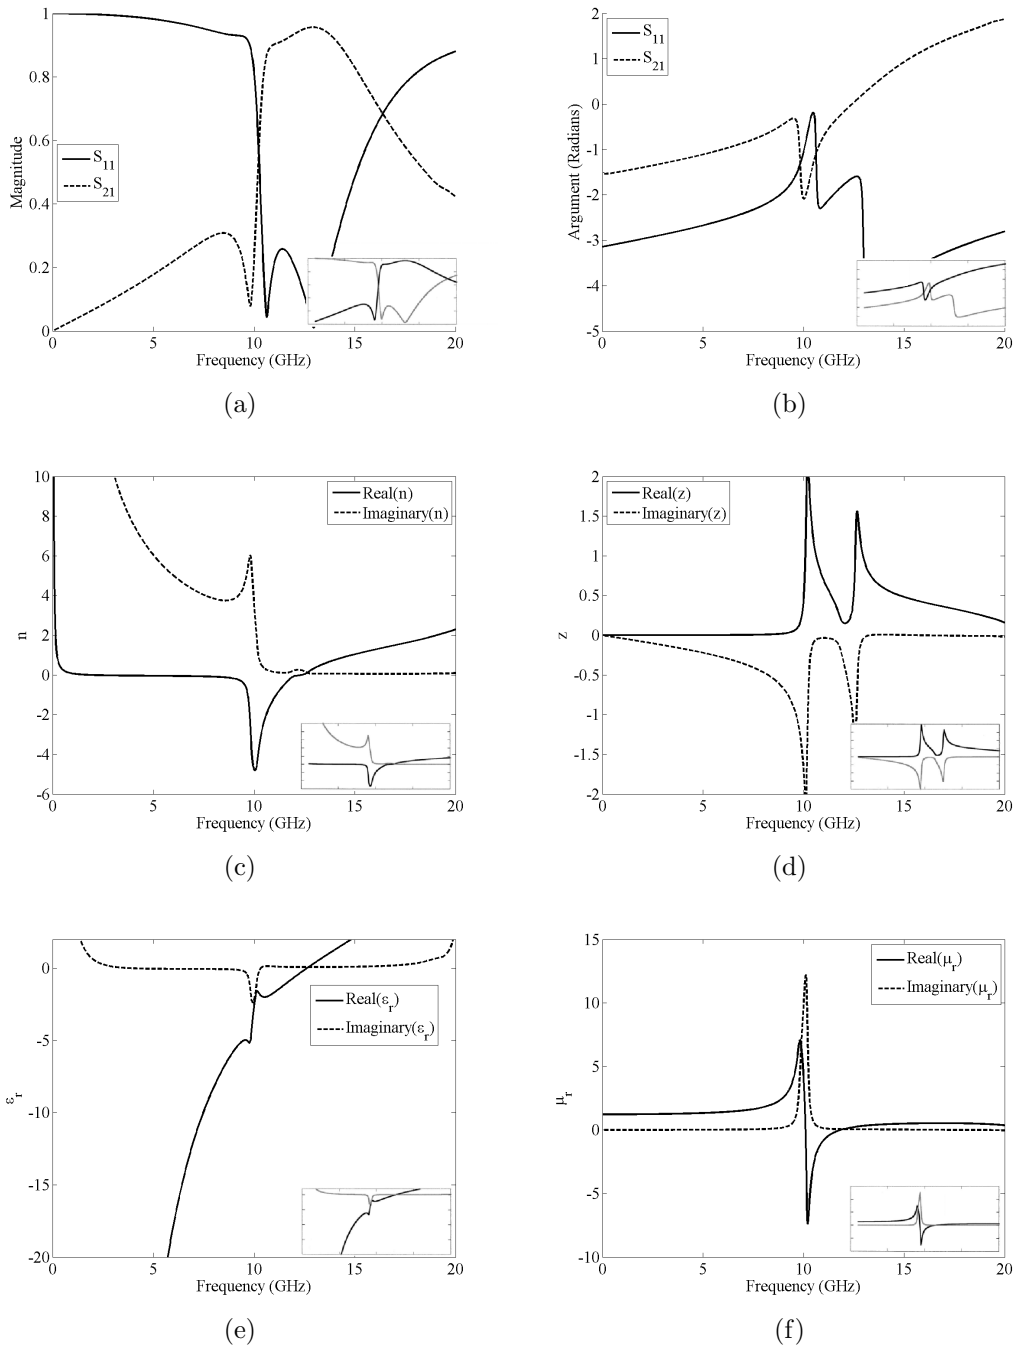 1
0.8
0.6
0.4
0.2
0
Magnitude
S11
S21
0 5 10 15 20
Frequency (GHz)
(a)
2
1
0
-1
-2
-3
-4
-5
Argument (Radians)
S11
S21
0 5 10 15 20
Frequency (GHz)
(b)
10
8
6
4
2
0
-2
-4
-6
n
Real(n)
Imaginary(n)
0 5 10 15 20
Frequency (GHz)
(c)
2
1.5
1
0.5
0
-0.5
-1
-1.5
-2
z
Real(z)
Imaginary(z)
0 5 10 15 20
Frequency (GHz)
(d)
0
-5
-10
-15
-20
εr
Real(εr)
Imaginary(εr)
0 5 10 15 20
Frequency (GHz)
(e)
15
10
5
0
-5
-10
μr
Real(μr)
Imaginary(μr)
0 5 10 15 20
Frequency (GHz)
(f)